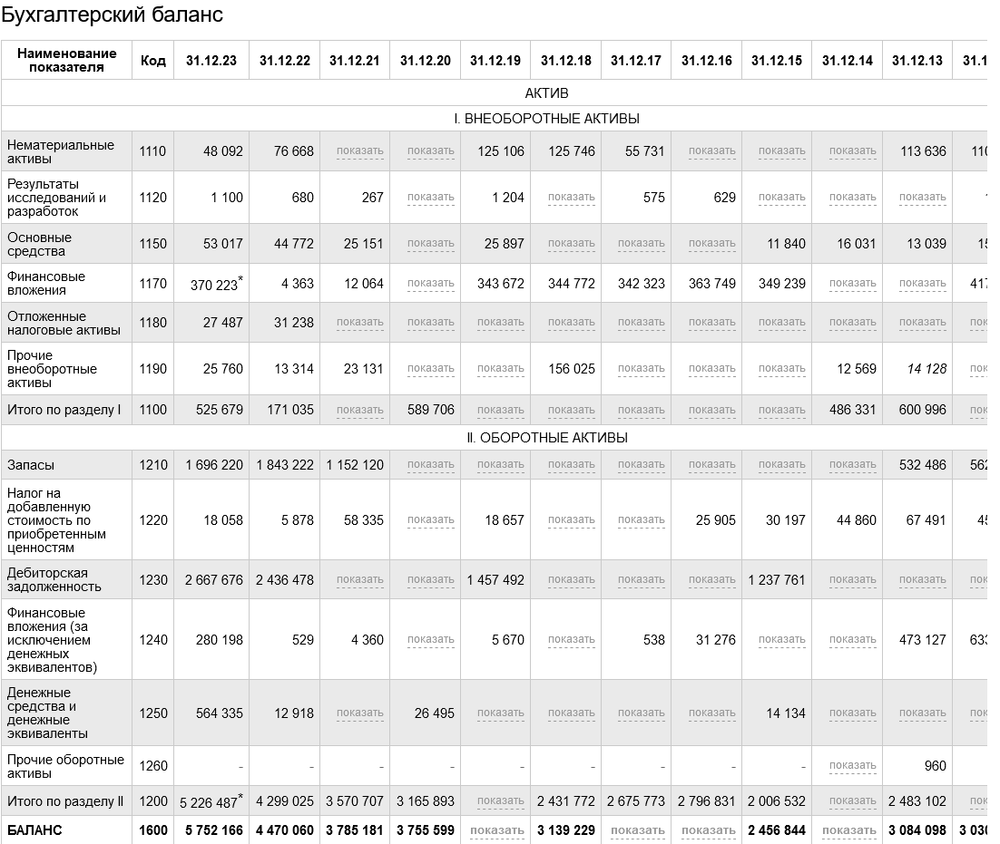 Бухгалтерский баланс
Наименование показателя Код 31.12.23 31.12.22 31.12.21 31.12.20 31.12.19 31.12.18 31.12.17 31.12.16 31.12.15 31.12.14 31.12.13 31.1
АКТИВ
I. ВНЕОБОРОТНЫЕ АКТИВЫ
Нематериальные активы 1110 48 092 76 668 показать показать 125 106 125 746 55 731 показать показать показать 113 636 110
Результаты исследований и разработок 1120 1 100 680 267 показать 1 204 показать 575 629 показать показать показать
Основные средства 1150 53 017 44 772 25 151 показать 25 897 показать показать показать 11 840 16 031 13 039 15
Финансовые вложения 1170 370 223* 4 363 12 064 показать 343 672 344 772 342 323 363 749 349 239 показать показать 417
Отложенные налоговые активы 1180 27 487 31 238 показать показать показать показать показать показать показать показать показать пок
Прочие внеоборотные активы 1190 25 760 13 314 23 131 показать показать 156 025 показать показать показать 12 569 14 128 пок
Итого по разделу I 1100 525 679 171 035 показать 589 706 показать показать показать показать показать 486 331 600 996 пок
II. ОБОРОТНЫЕ АКТИВЫ
Запасы 1210 1 696 220 1 843 222 1 152 120 показать показать показать показать показать показать показать 532 486 562
Налог на добавленную стоимость по приобретенным ценностям 1220 18 058 5 878 58 335 показать 18 657 показать показать 25 905 30 197 44 860 67 491 45
Дебиторская задолженность 1230 2 667 676 2 436 478 показать показать 1 457 492 показать показать показать 1 237 761 показать показать пок
Финансовые вложения (за исключением денежных эквивалентов) 1240 280 198 529 4 360 показать 5 670 показать 538 31 276 показать показать 473 127 633
Денежные средства и денежные эквиваленты 1250 564 335 12 918 показать 26 495 показать показать показать показать 14 134 показать показать пок
Прочие оборотные активы 1260 - - - - - - - - - показать 960
Итого по разделу II 1200 5 226 487* 4 299 025 3 570 707 3 165 893 показать 2 431 772 2 675 773 2 796 831 2 006 532 показать 2 483 102 пок
БАЛАНС 1600 5 752 166 4 470 060 3 785 181 3 755 599 показать 3 139 229 показать показать 2 456 844 показать 3 084 098 3 030